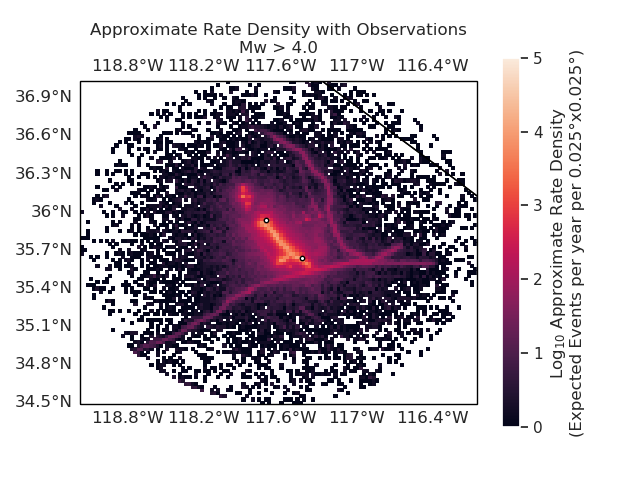 Approximate Rate Density with Observations
Mw > 4.0
118.8°W 118.2°W 117.6°W 117°W 116.4°W
36.9°N
36.6°N
36.3°N
36°N
35.7°N
35.4°N
35.1°N
34.8°N
34.5°N
118.8°W 118.2°W 117.6°W 117°W 116.4°W
5
4
3
2
1
0
Log₁₀ Approximate Rate Density
(Expected Events per year per 0.025°x0.025°)